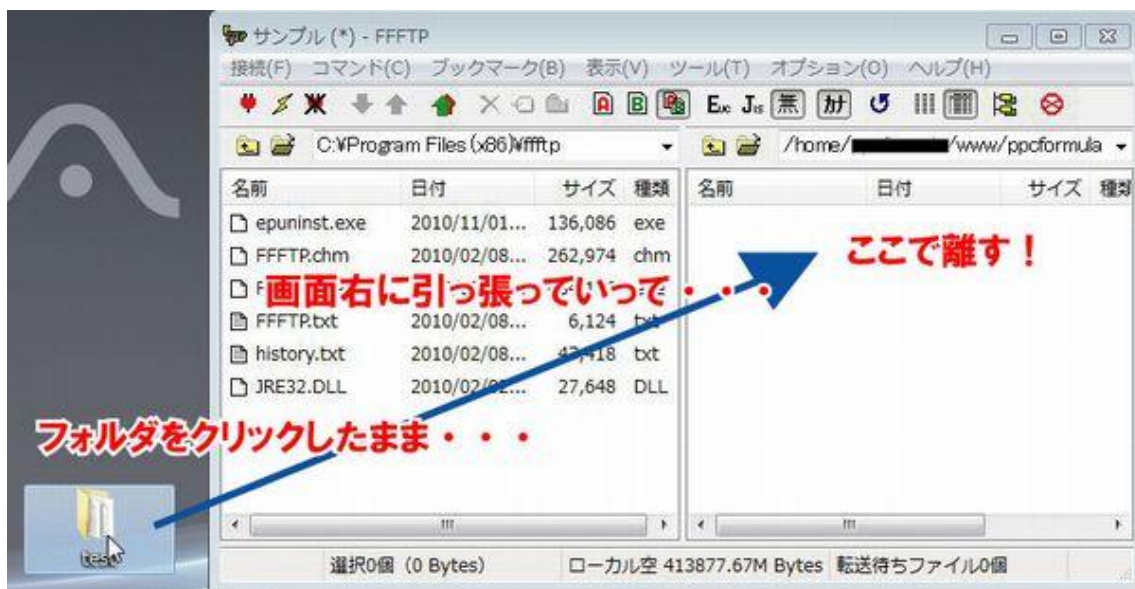 サンプル (*) - FFFTP
接続(F) コマンド(C) ブックマーク(B) 表示(V) ツール(T) オプション(O) ヘルプ(H)
A B Euc JIS 無 カナ
C:¥Program Files (x86)¥ffftp
/home/ /www/ppcformula
名前 日付 サイズ 種類
名前 日付 サイズ 種類
epuninst.exe 2010/11/01... 136,086 exe
FFFTP.chm 2010/02/08... 262,974 chm
ここで離す!
画面右に引っ張っていって・・・
FFFTP.txt 2010/02/08... 6,124 txt
history.txt 2010/02/08... txt
JRE32.DLL 27,648 DLL
フォルダをクリックしたまま・・・
選択0個 (0 Bytes) ローカル空 413877.67M Bytes 転送待ちファイル0個